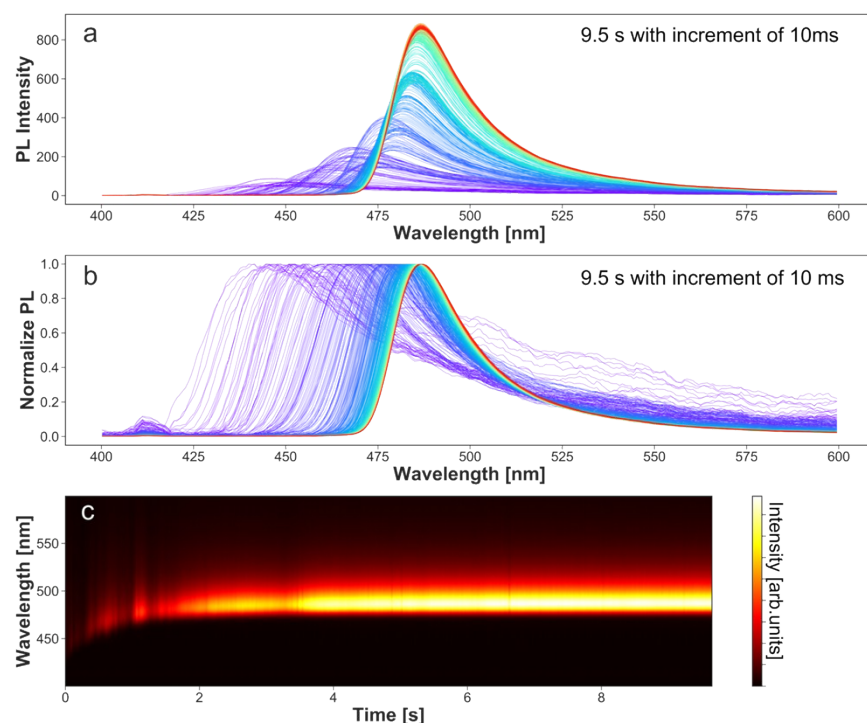 a
9.5 s with increment of 10ms
PL Intensity
800
600
400
200
0
400 425 450 475 500 525 550 575 600
Wavelength [nm]
b
9.5 s with increment of 10 ms
Normalize PL
1.0
0.8
0.6
0.4
0.2
0.0
400 425 450 475 500 525 550 575 600
Wavelength [nm]
c
Wavelength [nm]
550
500
450
0 2 4 6 8
Time [s]
Intensity [arb.units]